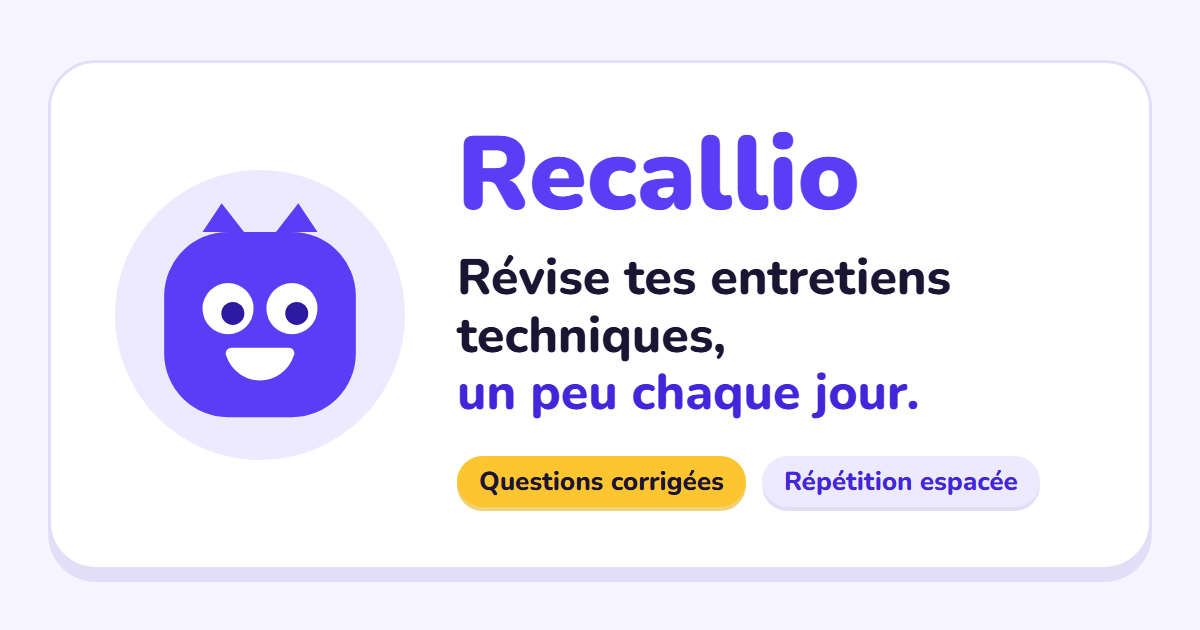 Recallio
Révise tes entretiens
techniques,
un peu chaque jour.
Questions corrigées
Répétition espacée